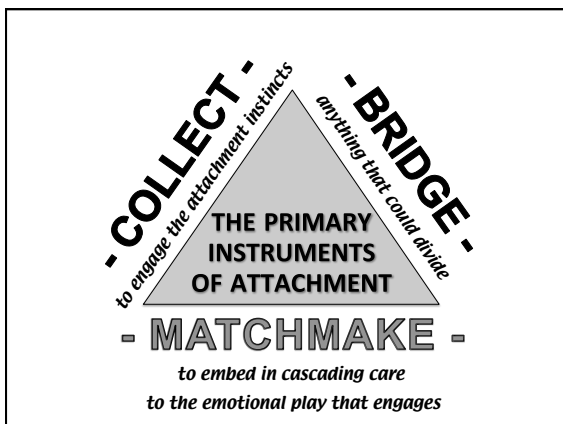 - COLLECT -
to engage the attachment instincts
- BRIDGE -
anything that could divide
THE PRIMARY
INSTRUMENTS
OF ATTACHMENT
- MATCHMAKE -
to embed in cascading care
to the emotional play that engages